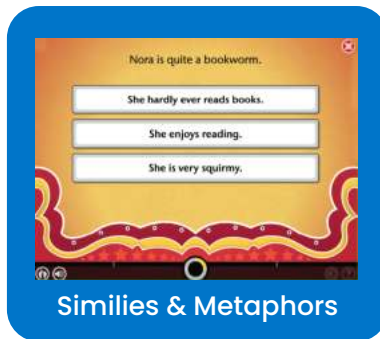 Nora is quite a bookworm.
She hardly ever reads books.
She enjoys reading.
She is very squirmy.
Similies & Metaphors